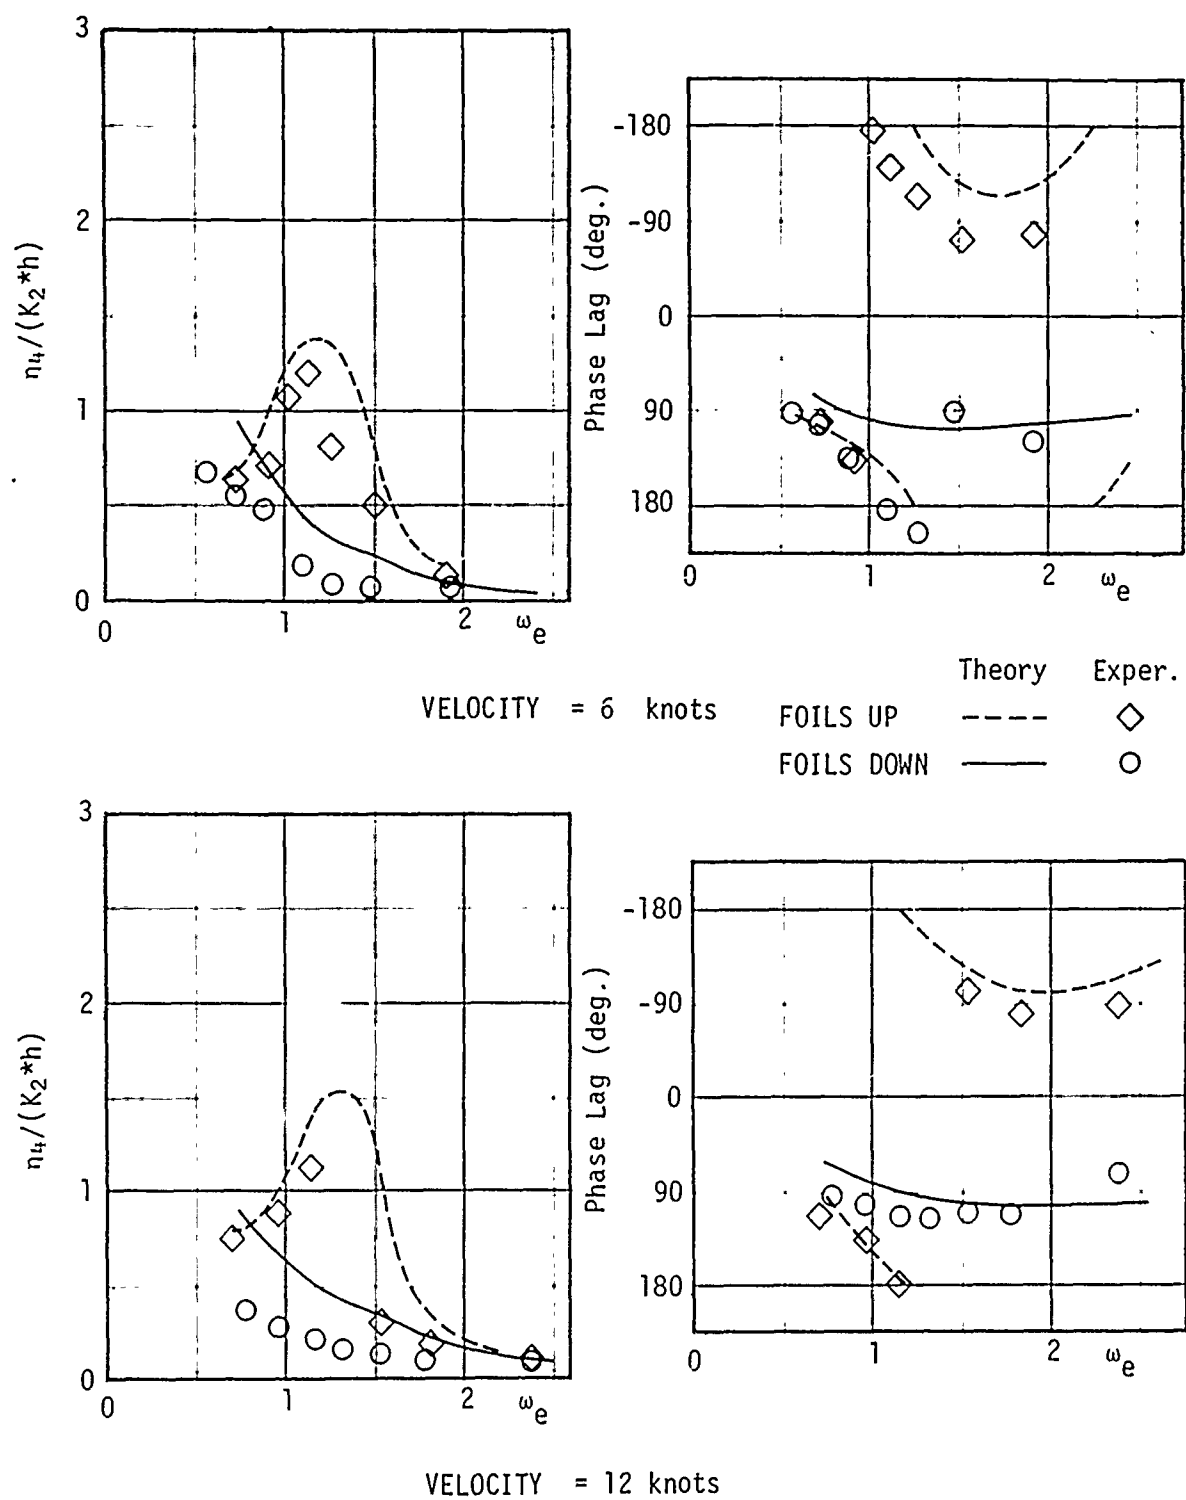 3
2
1
0
η₄/(K₂*h)
0
1
2
ωₑ
-180
-90
0
90
180
Phase Lag (deg.)
0
1
2
ωₑ
VELOCITY = 6 knots
Theory Exper.
FOILS UP
FOILS DOWN
3
2
1
0
η₄/(K₂*h)
0
1
2
ωₑ
-180
-90
0
90
180
Phase Lag (deg.)
0
1
2
ωₑ
VELOCITY = 12 knots